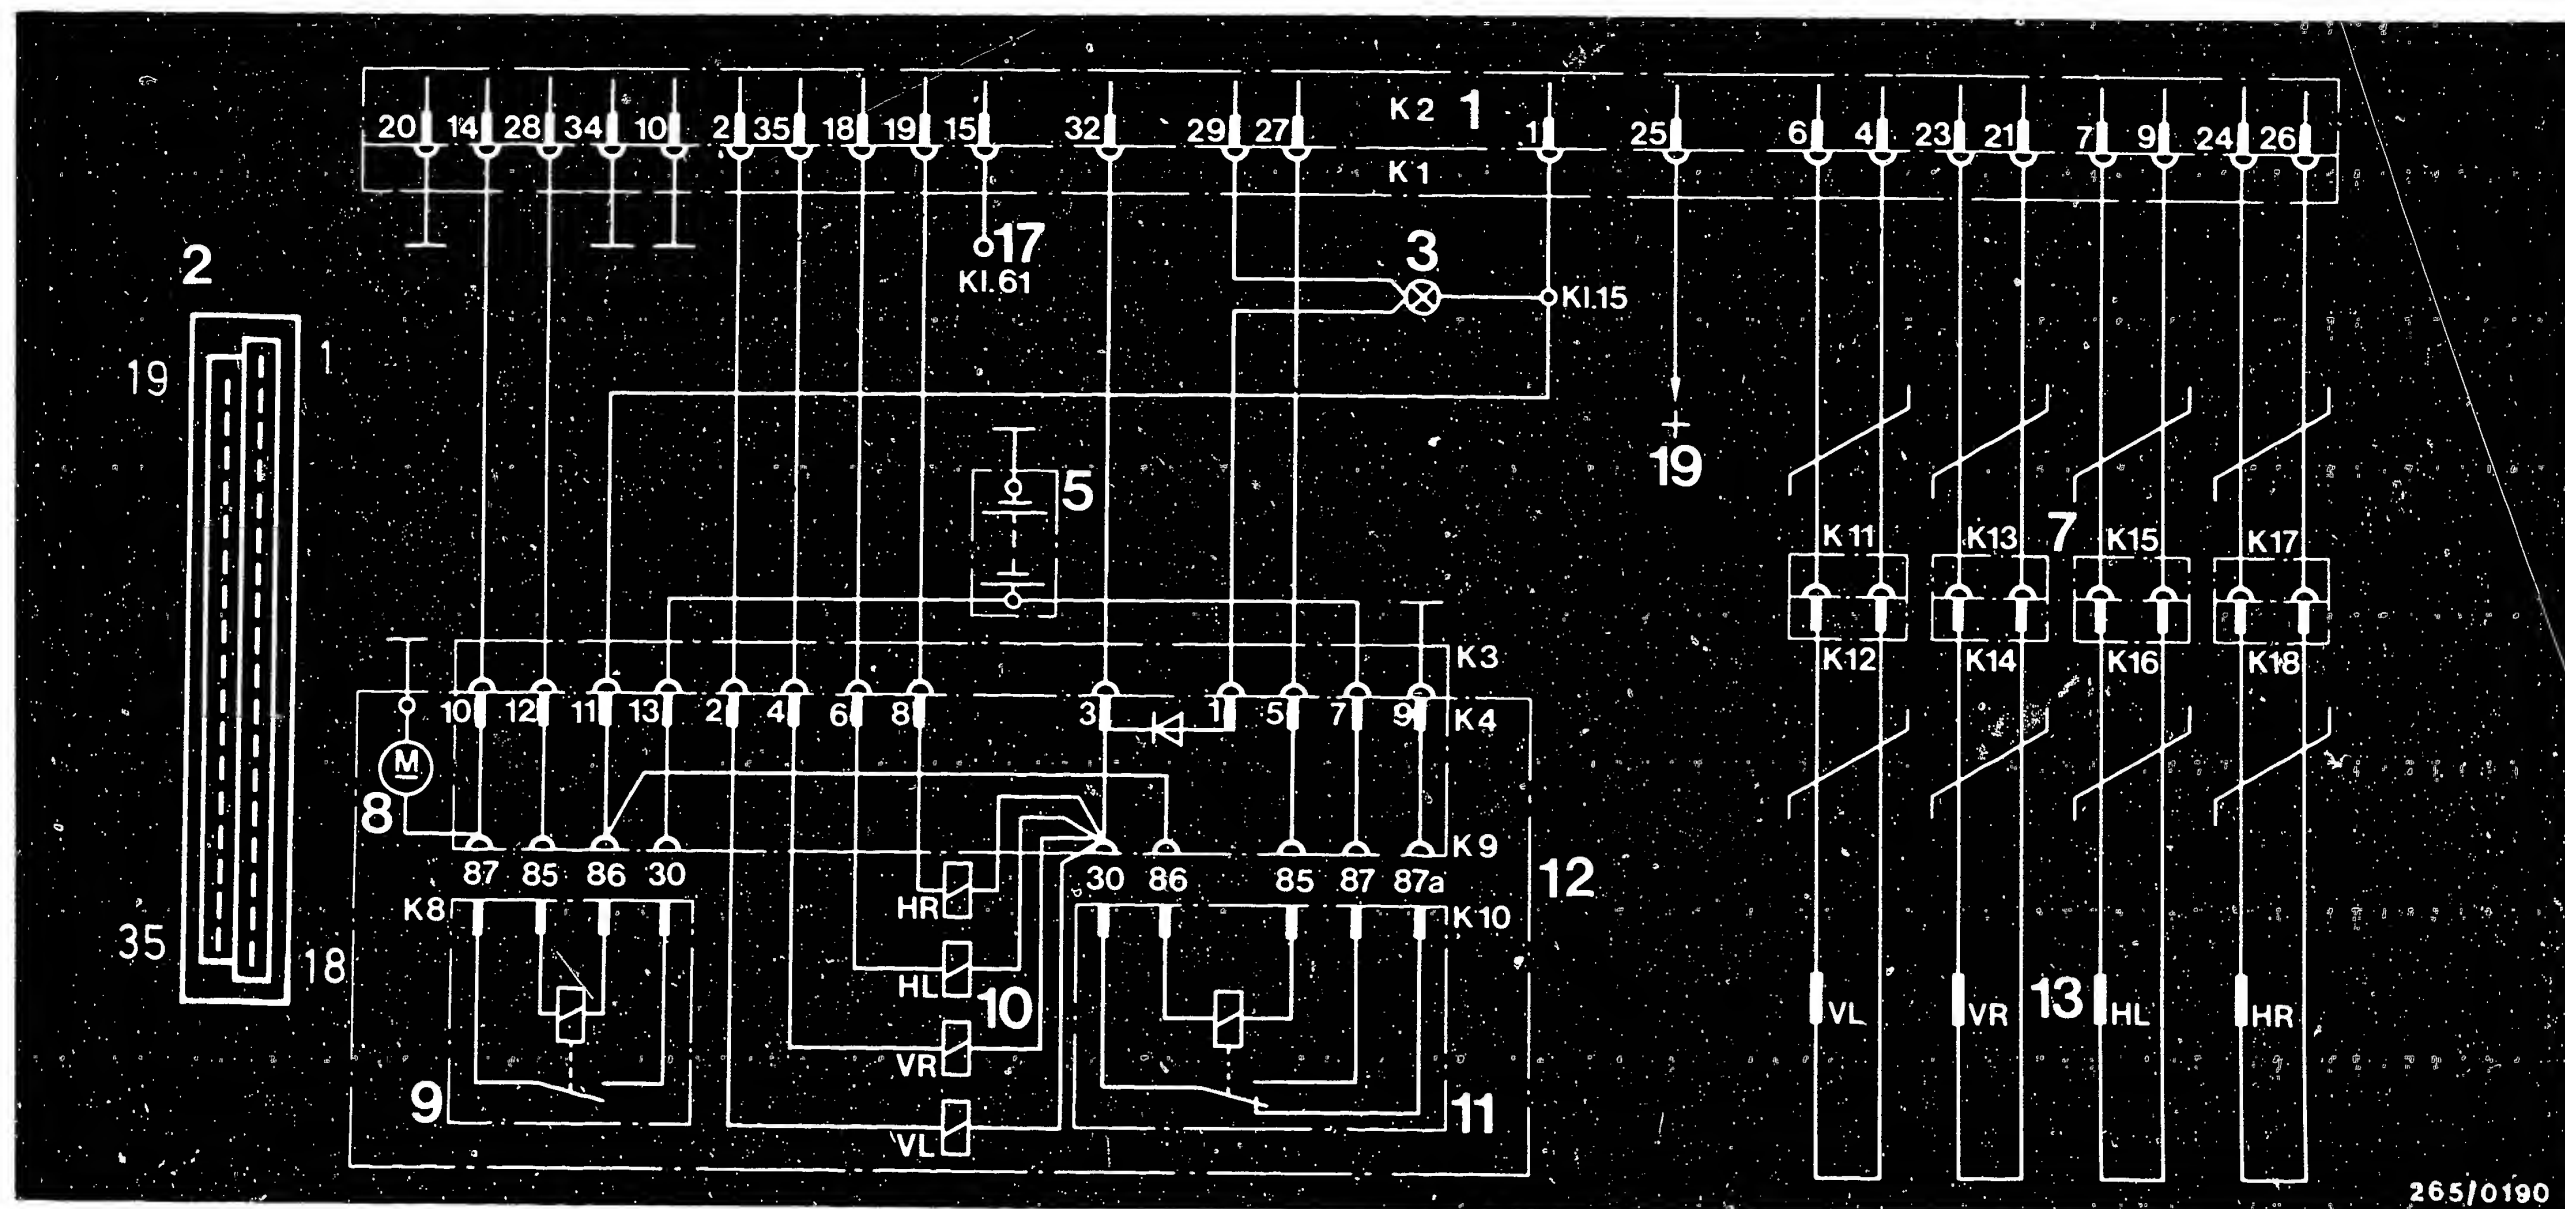 K2 1
20 14 28 34 10 2 35 18 19 15 32 29 27 1 25 6 4 23 21 7 9 24 26
K1
2
17
KI.61
3
KI.15
19
1
5
19
7
K11 K13 K15 K17
K3
K12 K14 K16 K18
10 12 11 13 2 4 6 8 3 1 5 7 9
K4
M
8
K9
87 85 86 30
30 86 85 87 87a
12
HR
K8
K10
35
18
HL
10
VL VR 13 HL HR
VR
9
11
VL
265/0190